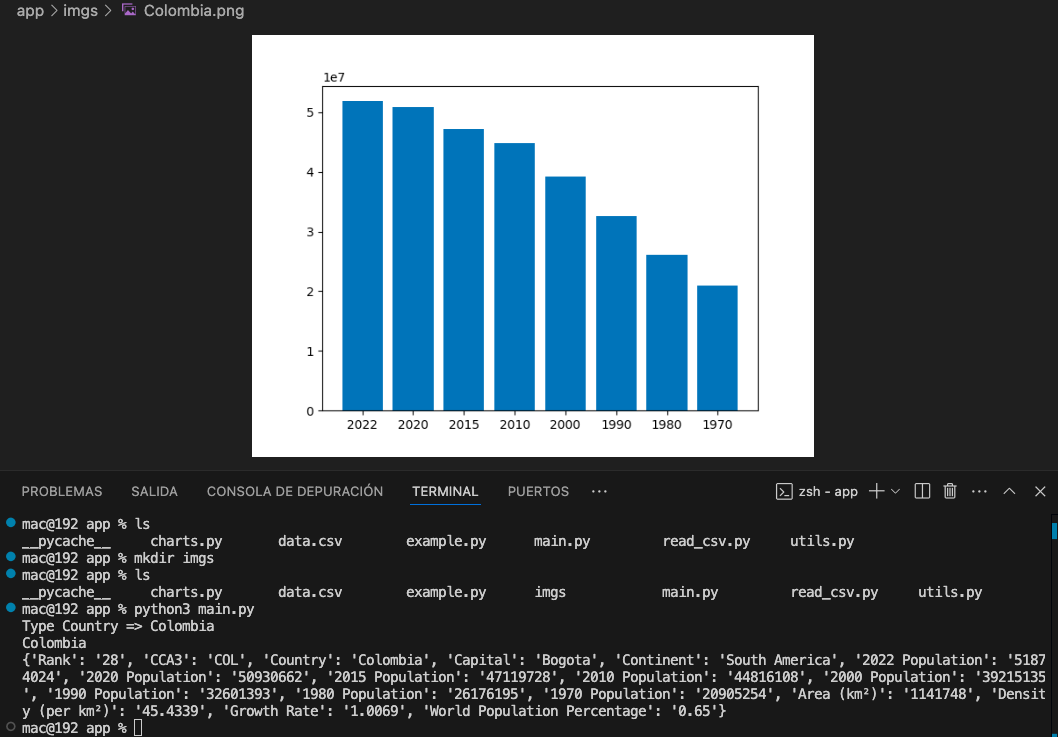 app > imgs > Colombia.png
1e7
5
4
3
2
1
0
2022 2020 2015 2010 2000 1990 1980 1970
PROBLEMAS SALIDA CONSOLA DE DEPURACIÓN TERMINAL PUERTOS ··· zsh - app
mac@192 app % ls
__pycache__ charts.py data.csv example.py main.py read_csv.py utils.py
mac@192 app % mkdir imgs
mac@192 app % ls
__pycache__ charts.py data.csv example.py imgs main.py read_csv.py utils.py
mac@192 app % python3 main.py
Type Country => Colombia
Colombia
{'Rank': '28', 'CCA3': 'COL', 'Country': 'Colombia', 'Capital': 'Bogota', 'Continent': 'South America', '2022 Population': '5187
4024', '2020 Population': '50930662', '2015 Population': '47119728', '2010 Population': '44816108', '2000 Population': '39215135
', '1990 Population': '32601393', '1980 Population': '26176195', '1970 Population': '20905254', 'Area (km²)': '1141748', 'Densit
y (per km²)': '45.4339', 'Growth Rate': '1.0069', 'World Population Percentage': '0.65'}
mac@192 app %